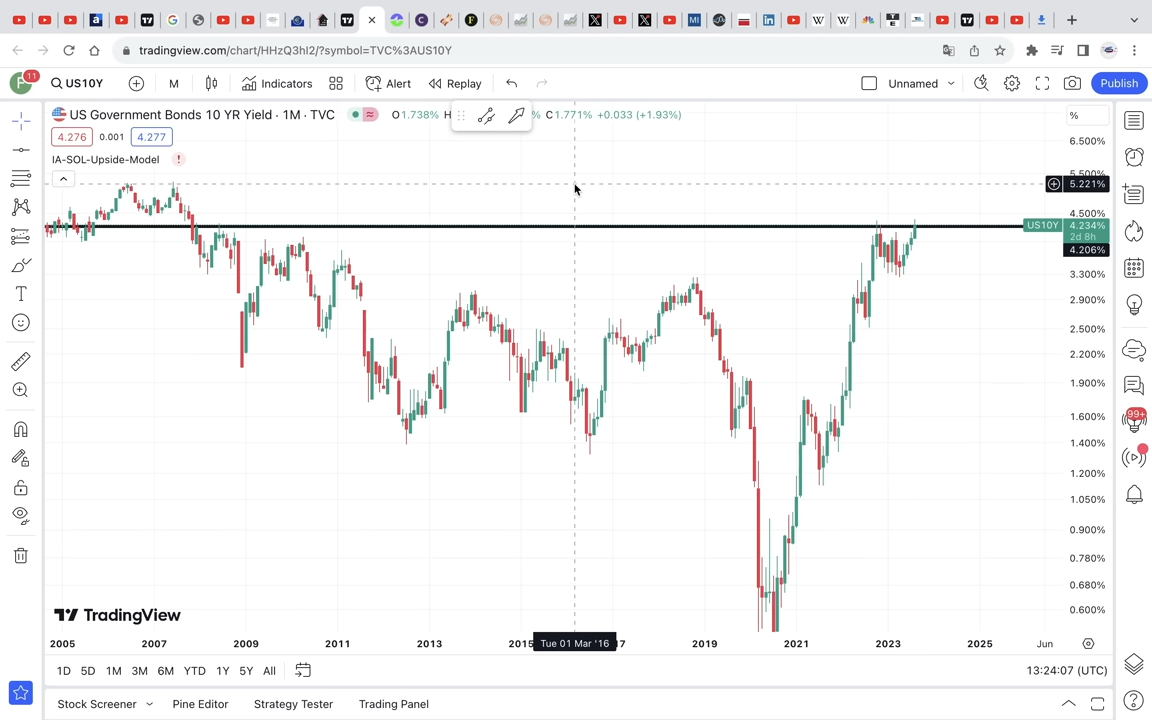 tradingview.com/chart/HHzQ3hI2/?symbol=TVC%3AUS10Y
11
US10Y
M
Indicators
Alert
Replay
Unnamed
Publish
US Government Bonds 10 YR Yield · 1M · TVC
O1.738% H
% C1.771% +0.033 (+1.93%)
%
4.276
0.001
4.277
IA-SOL-Upside-Model
!
6.500%
5.500%
5.221%
4.500%
US10Y
4.234%
2d 8h
4.206%
3.300%
2.900%
2.500%
2.200%
1.900%
1.600%
1.400%
1.200%
1.050%
0.900%
0.780%
0.680%
0.600%
99+
TradingView
2005
2007
2009
2011
2013
2015
Tue 01 Mar '16
17
2019
2021
2023
2025
Jun
1D
5D
1M
3M
6M
YTD
1Y
5Y
All
13:24:07 (UTC)
Stock Screener
Pine Editor
Strategy Tester
Trading Panel